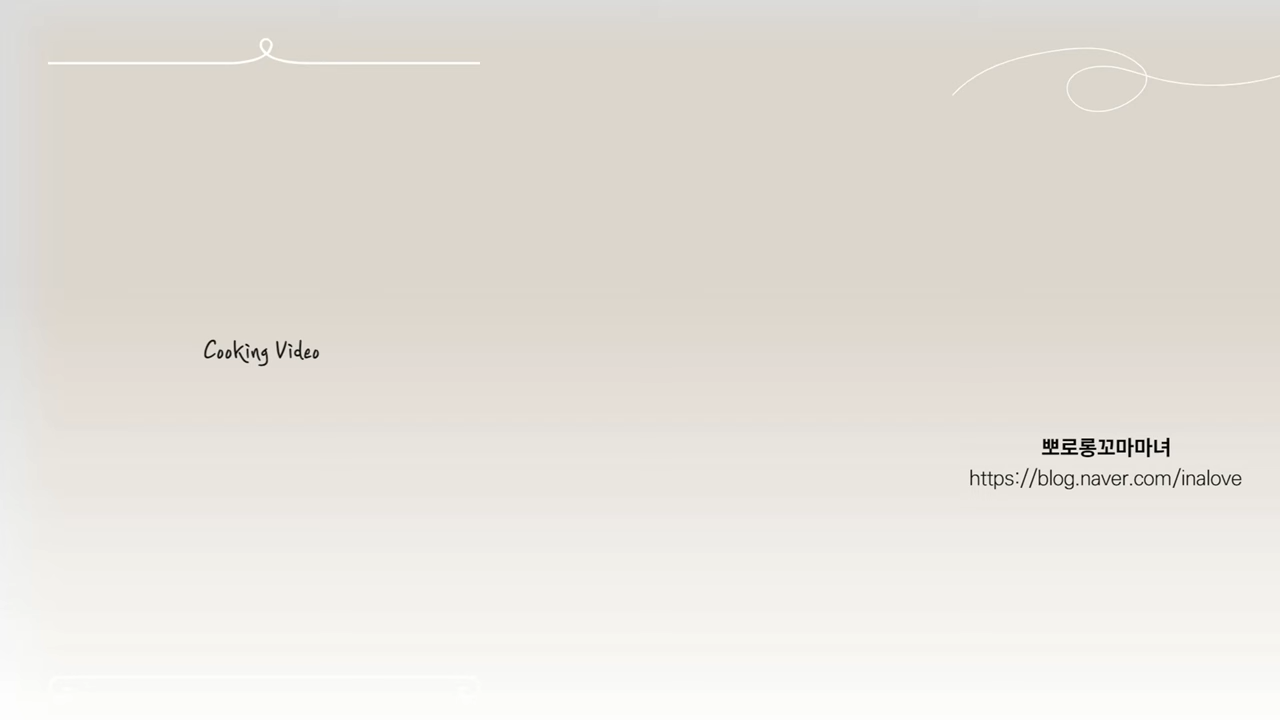 Cooking Video
뽀로롱꼬마마녀
https://blog.naver.com/inalove